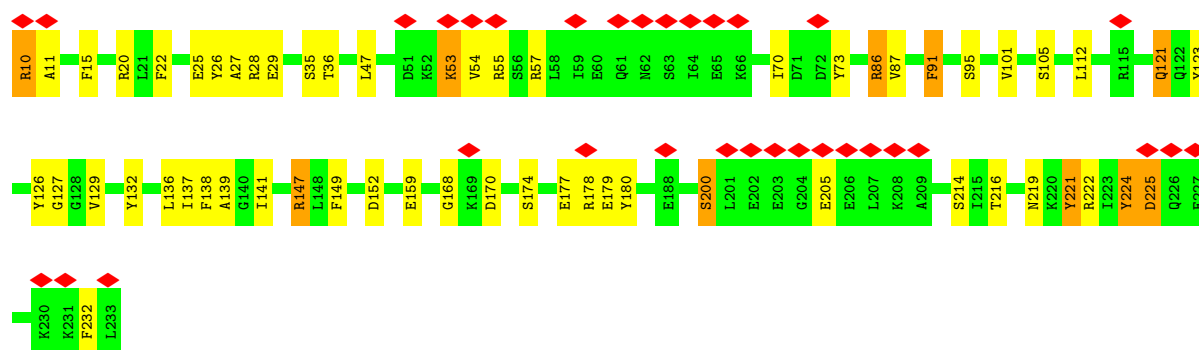 R10 A11 F15 R20 L21 F22 E25 Y26 A27 R28 E29 S35 T36 L47 D51 K52 K53 V54 R55 S56 R57 L58 I59 E60 Q61 N62 S63 I64 E65 K66 I70 D71 D72 Y73 R86 V87 F91 S95 V101 S105 L112 R115 Q121 Q122 Y123
Y126 G127 G128 V129 Y132 L136 I137 F138 A139 G140 I141 R147 L148 F149 D152 E159 G168 K169 D170 S174 E177 R178 E179 Y180 E188 S200 L201 E202 E203 G204 E205 E206 L207 K208 A209 S214 I215 T216 N219 K220 Y221 R222 I223 Y224 D225 Q226 E227
K230 K231 F232 L233